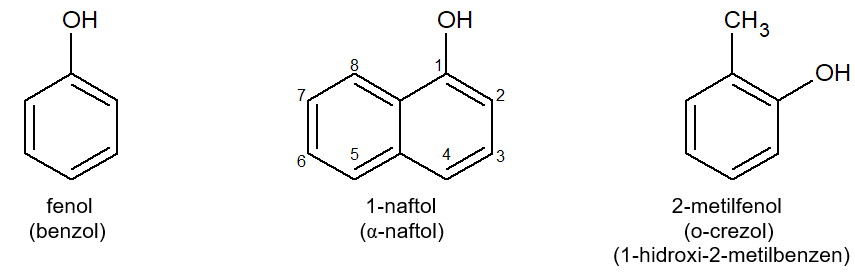 OH
fenol
(benzol)
OH
1
2
3
4
5
6
7
8
1-naftol
(α-naftol)
CH3
OH
2-metilfenol
(o-crezol)
(1-hidroxi-2-metilbenzen)